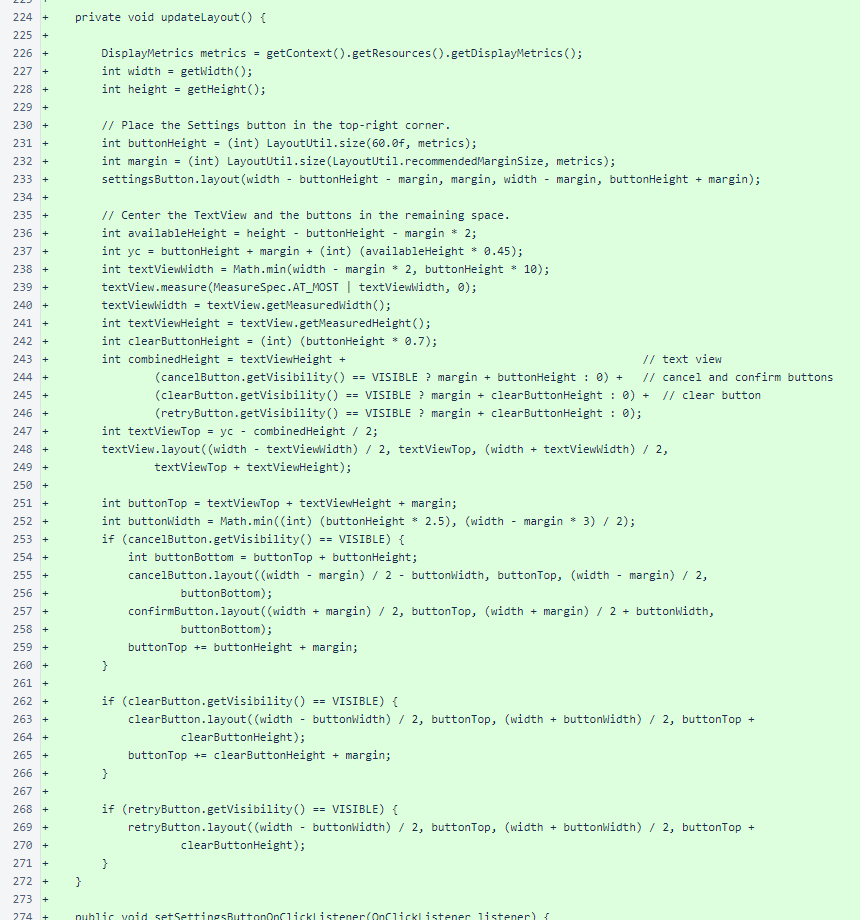 223 +
224 +    private void updateLayout() {
225 +
226 +        DisplayMetrics metrics = getContext().getResources().getDisplayMetrics();
227 +        int width = getWidth();
228 +        int height = getHeight();
229 +
230 +        // Place the Settings button in the top-right corner.
231 +        int buttonHeight = (int) LayoutUtil.size(60.0f, metrics);
232 +        int margin = (int) LayoutUtil.size(LayoutUtil.recommendedMarginSize, metrics);
233 +        settingsButton.layout(width - buttonHeight - margin, margin, width - margin, buttonHeight + margin);
234 +
235 +        // Center the TextView and the buttons in the remaining space.
236 +        int availableHeight = height - buttonHeight - margin * 2;
237 +        int yc = buttonHeight + margin + (int) (availableHeight * 0.45);
238 +        int textViewWidth = Math.min(width - margin * 2, buttonHeight * 10);
239 +        textView.measure(MeasureSpec.AT_MOST | textViewWidth, 0);
240 +        textViewWidth = textView.getMeasuredWidth();
241 +        int textViewHeight = textView.getMeasuredHeight();
242 +        int clearButtonHeight = (int) (buttonHeight * 0.7);
243 +        int combinedHeight = textViewHeight +                                             // text view
244 +                (cancelButton.getVisibility() == VISIBLE ? margin + buttonHeight : 0) +   // cancel and confirm buttons
245 +                (clearButton.getVisibility() == VISIBLE ? margin + clearButtonHeight : 0) +  // clear button
246 +                (retryButton.getVisibility() == VISIBLE ? margin + clearButtonHeight : 0);
247 +        int textViewTop = yc - combinedHeight / 2;
248 +        textView.layout((width - textViewWidth) / 2, textViewTop, (width + textViewWidth) / 2,
249 +                textViewTop + textViewHeight);
250 +
251 +        int buttonTop = textViewTop + textViewHeight + margin;
252 +        int buttonWidth = Math.min((int) (buttonHeight * 2.5), (width - margin * 3) / 2);
253 +        if (cancelButton.getVisibility() == VISIBLE) {
254 +            int buttonBottom = buttonTop + buttonHeight;
255 +            cancelButton.layout((width - margin) / 2 - buttonWidth, buttonTop, (width - margin) / 2,
256 +                    buttonBottom);
257 +            confirmButton.layout((width + margin) / 2, buttonTop, (width + margin) / 2 + buttonWidth,
258 +                    buttonBottom);
259 +            buttonTop += buttonHeight + margin;
260 +        }
261 +
262 +        if (clearButton.getVisibility() == VISIBLE) {
263 +            clearButton.layout((width - buttonWidth) / 2, buttonTop, (width + buttonWidth) / 2, buttonTop +
264 +                    clearButtonHeight);
265 +            buttonTop += clearButtonHeight + margin;
266 +        }
267 +
268 +        if (retryButton.getVisibility() == VISIBLE) {
269 +            retryButton.layout((width - buttonWidth) / 2, buttonTop, (width + buttonWidth) / 2, buttonTop +
270 +                    clearButtonHeight);
271 +        }
272 +    }
273 +
274 +    public void setSettingsButtonOnClickListener(OnClickListener listener) {